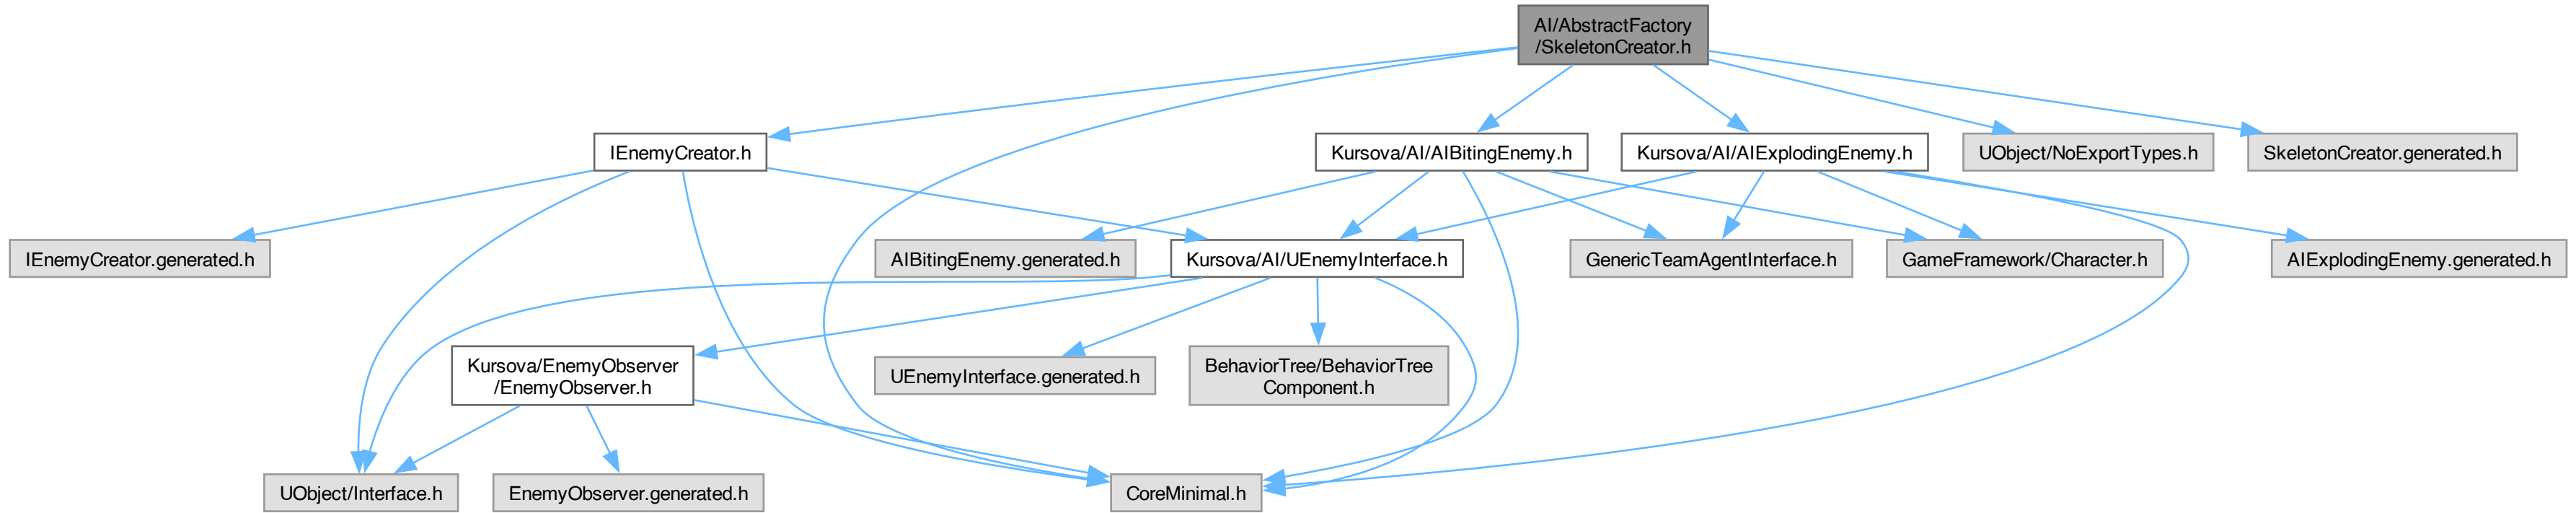 AI/AbstractFactory
/SkeletonCreator.h
IEnemyCreator.h
Kursova/AI/AIBitingEnemy.h
Kursova/AI/AIExplodingEnemy.h
UObject/NoExportTypes.h
SkeletonCreator.generated.h
IEnemyCreator.generated.h
AIBitingEnemy.generated.h
Kursova/AI/UEnemyInterface.h
GenericTeamAgentInterface.h
GameFramework/Character.h
AIExplodingEnemy.generated.h
Kursova/EnemyObserver
/EnemyObserver.h
UEnemyInterface.generated.h
BehaviorTree/BehaviorTree
Component.h
UObject/Interface.h
EnemyObserver.generated.h
CoreMinimal.h